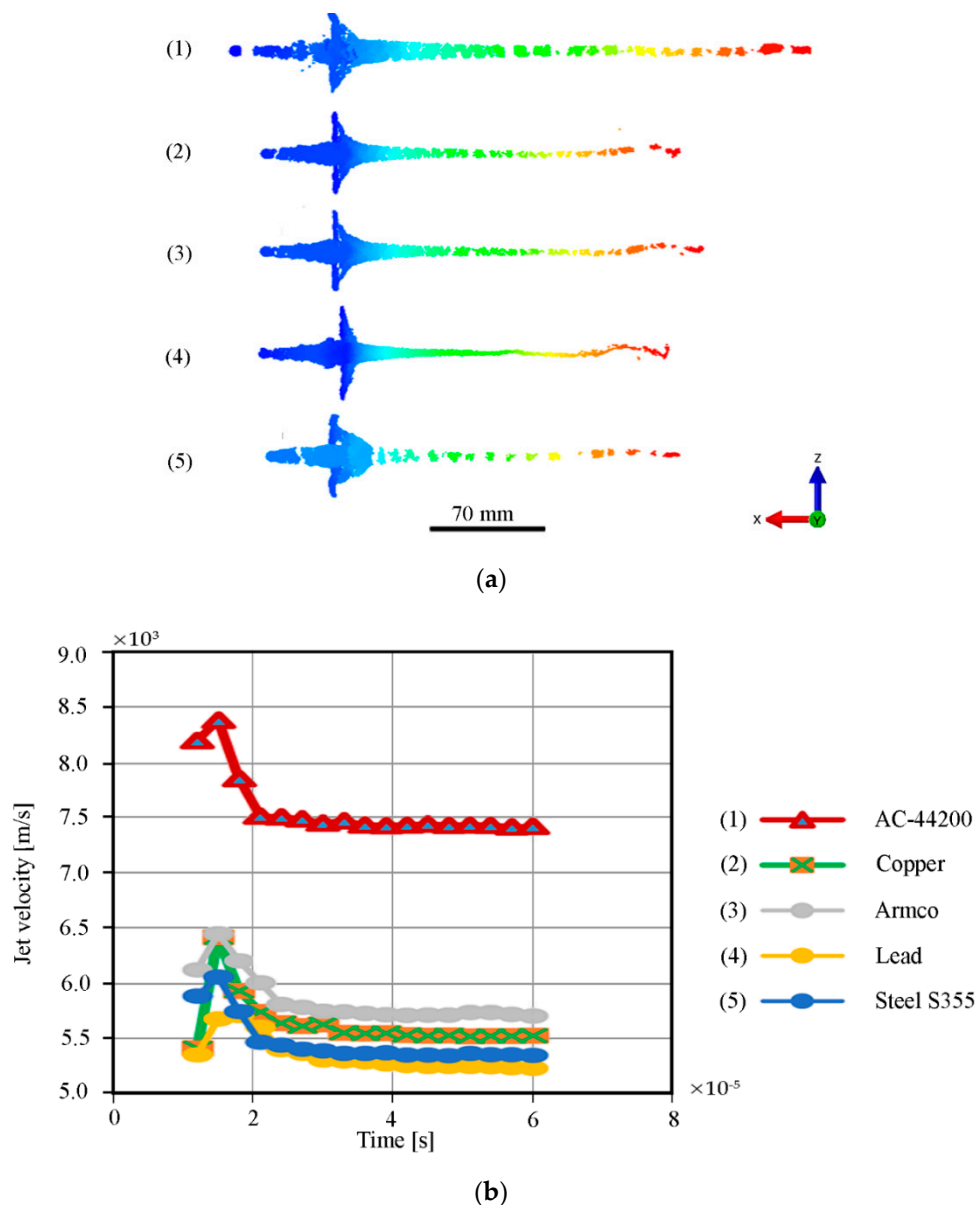 (1)
(2)
(3)
(4)
(5)
70 mm
Z
X
Y
(a)
×10³
9.0
8.5
8.0
7.5
7.0
6.5
6.0
5.5
5.0
Jet velocity [m/s]
0 2 4 6 8
×10⁻⁵
Time [s]
(1) AC-44200
(2) Copper
(3) Armco
(4) Lead
(5) Steel S355
(b)